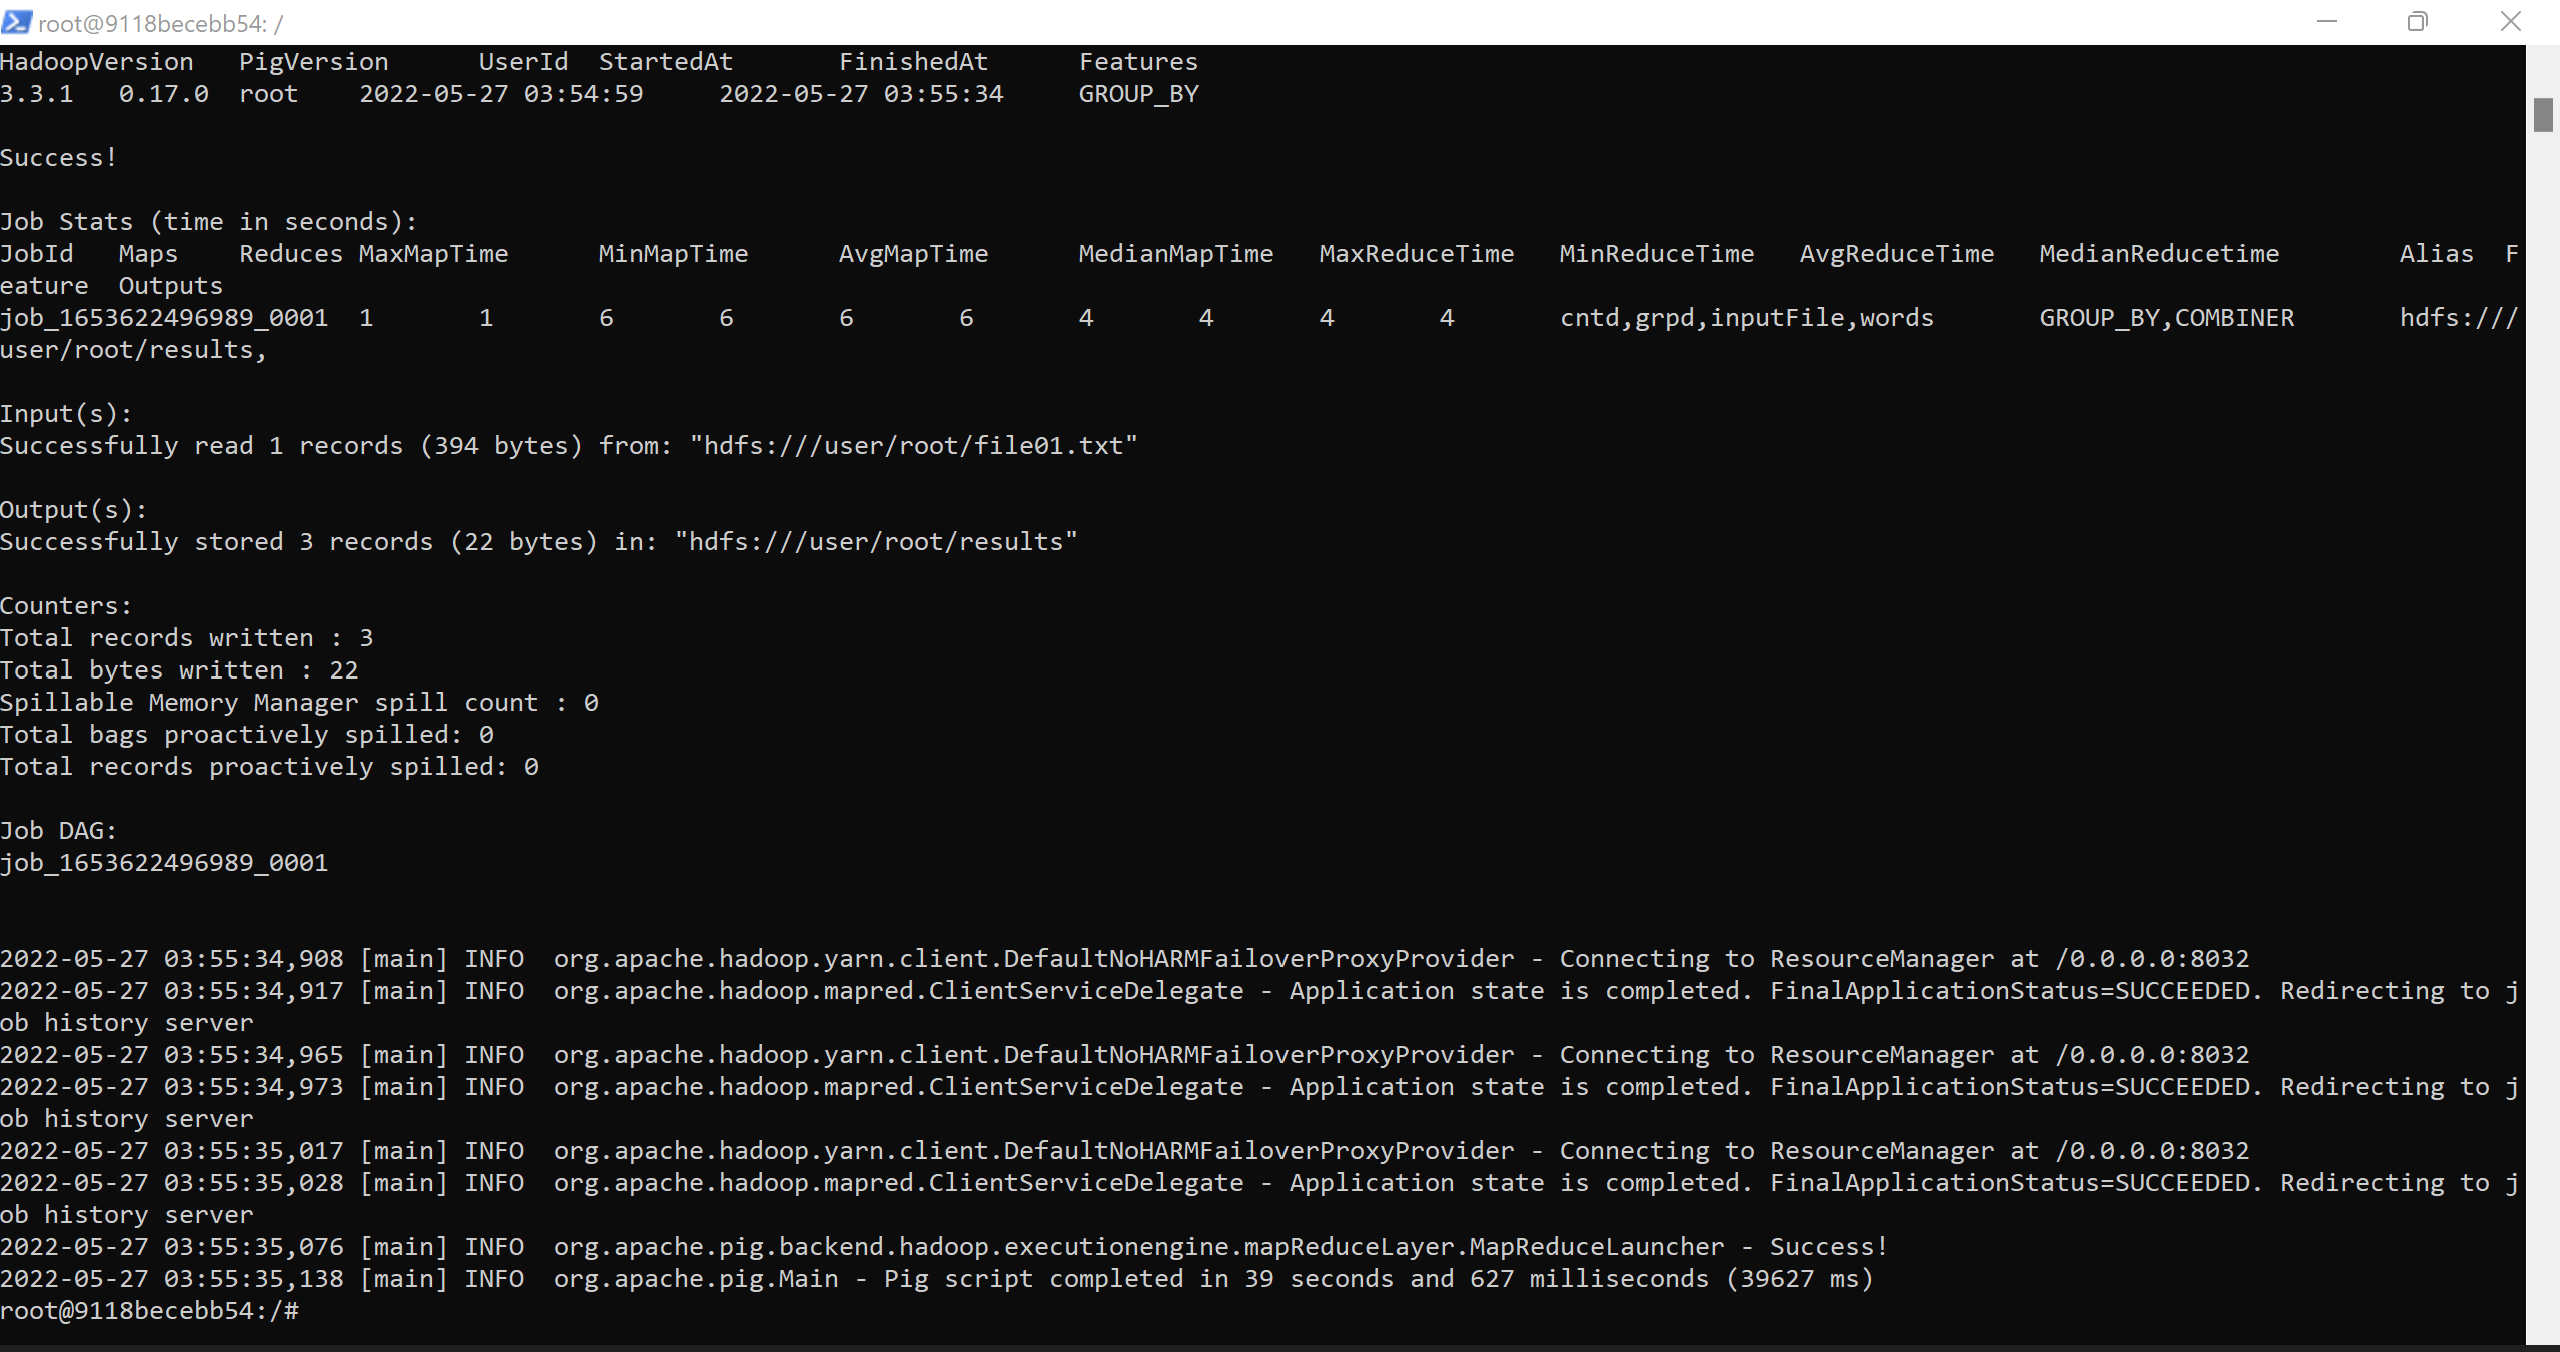 root@9118becebb54: /
HadoopVersion PigVersion UserId StartedAt FinishedAt Features
3.3.1 0.17.0 root 2022-05-27 03:54:59 2022-05-27 03:55:34 GROUP_BY
Success!
Job Stats (time in seconds):
JobId Maps Reduces MaxMapTime MinMapTime AvgMapTime MedianMapTime MaxReduceTime MinReduceTime AvgReduceTime MedianReducetime Alias F
eature Outputs
job_1653622496989_0001 1 1 6 6 6 6 4 4 4 4 cntd,grpd,inputFile,words GROUP_BY,COMBINER hdfs:///
user/root/results,
Input(s):
Successfully read 1 records (394 bytes) from: "hdfs:///user/root/file01.txt"
Output(s):
Successfully stored 3 records (22 bytes) in: "hdfs:///user/root/results"
Counters:
Total records written : 3
Total bytes written : 22
Spillable Memory Manager spill count : 0
Total bags proactively spilled: 0
Total records proactively spilled: 0
Job DAG:
job_1653622496989_0001
2022-05-27 03:55:34,908 [main] INFO org.apache.hadoop.yarn.client.DefaultNoHARMFailoverProxyProvider - Connecting to ResourceManager at /0.0.0.0:8032
2022-05-27 03:55:34,917 [main] INFO org.apache.hadoop.mapred.ClientServiceDelegate - Application state is completed. FinalApplicationStatus=SUCCEEDED. Redirecting to j
ob history server
2022-05-27 03:55:34,965 [main] INFO org.apache.hadoop.yarn.client.DefaultNoHARMFailoverProxyProvider - Connecting to ResourceManager at /0.0.0.0:8032
2022-05-27 03:55:34,973 [main] INFO org.apache.hadoop.mapred.ClientServiceDelegate - Application state is completed. FinalApplicationStatus=SUCCEEDED. Redirecting to j
ob history server
2022-05-27 03:55:35,017 [main] INFO org.apache.hadoop.yarn.client.DefaultNoHARMFailoverProxyProvider - Connecting to ResourceManager at /0.0.0.0:8032
2022-05-27 03:55:35,028 [main] INFO org.apache.hadoop.mapred.ClientServiceDelegate - Application state is completed. FinalApplicationStatus=SUCCEEDED. Redirecting to j
ob history server
2022-05-27 03:55:35,076 [main] INFO org.apache.pig.backend.hadoop.executionengine.mapReduceLayer.MapReduceLauncher - Success!
2022-05-27 03:55:35,138 [main] INFO org.apache.pig.Main - Pig script completed in 39 seconds and 627 milliseconds (39627 ms)
root@9118becebb54:/#